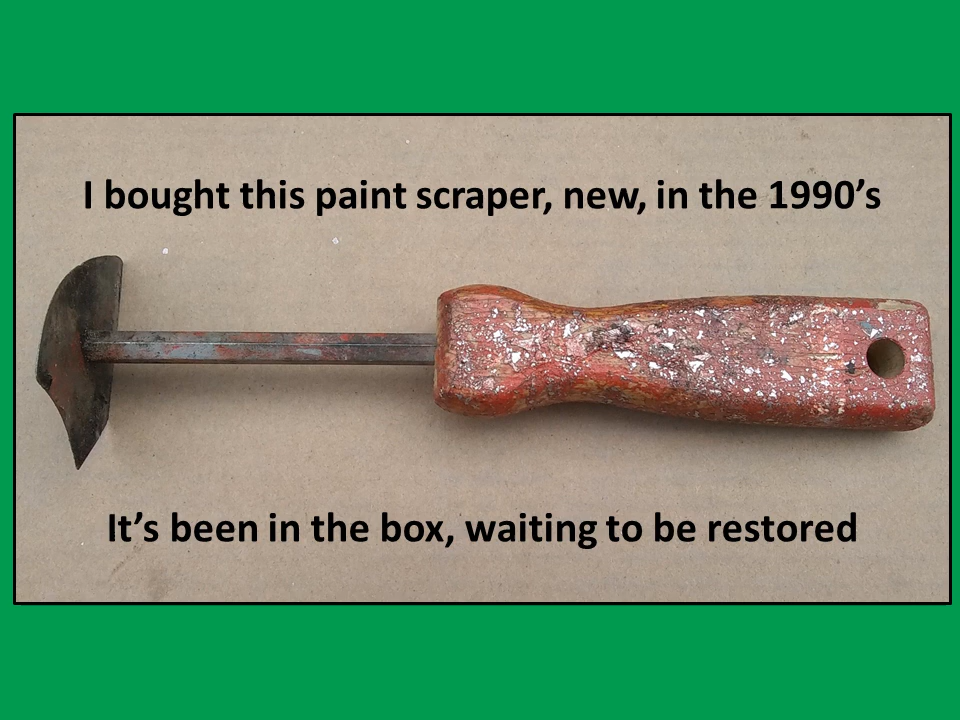 I bought this paint scraper, new, in the 1990’s
It’s been in the box, waiting to be restored